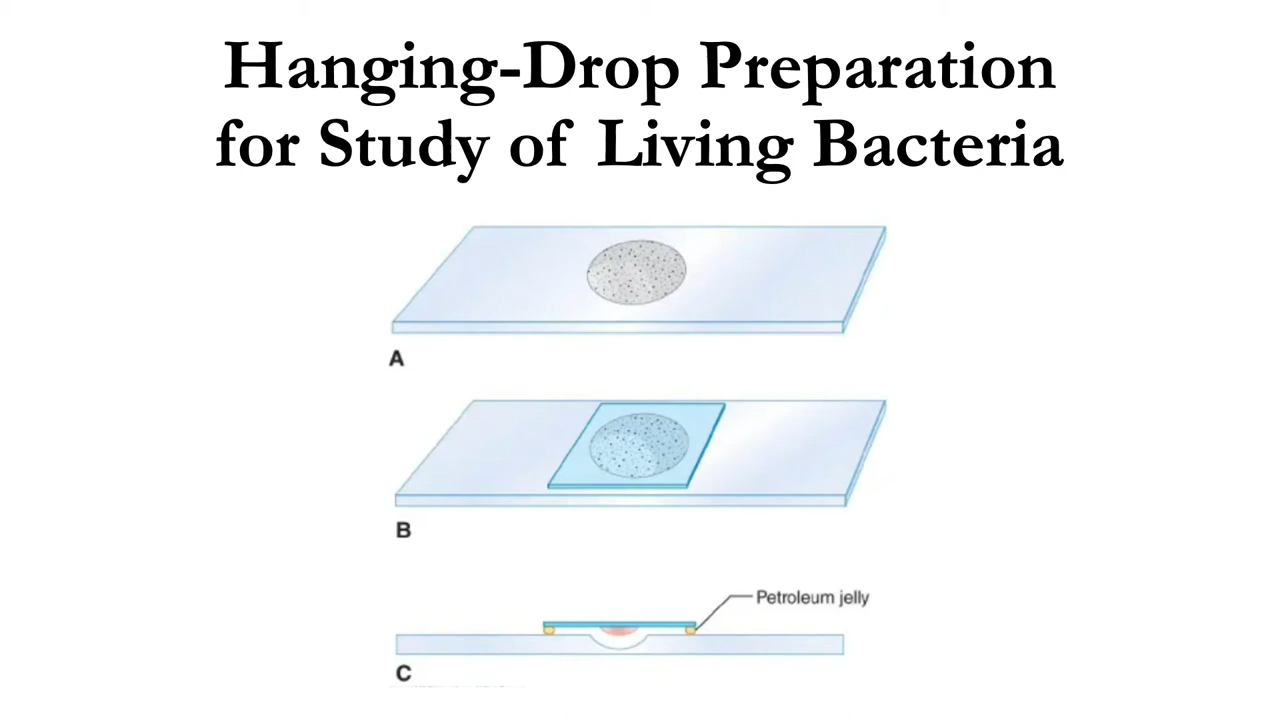 Hanging-Drop Preparation
for Study of Living Bacteria
A
B
Petroleum jelly
C